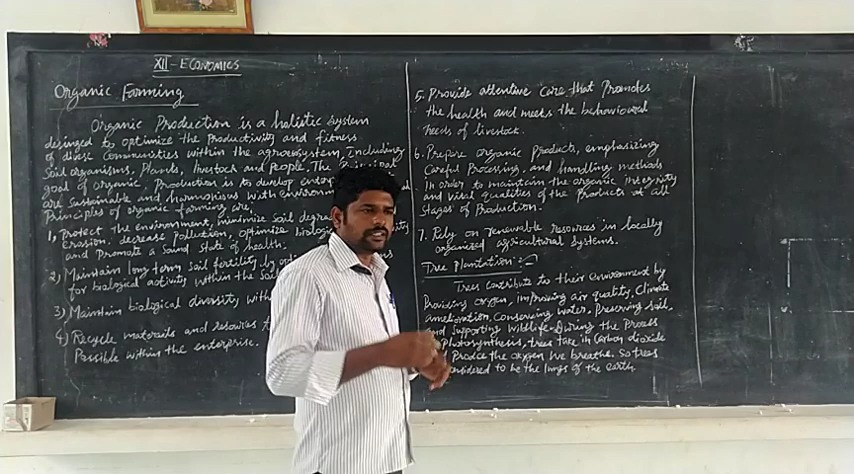 XII - ECONOMICS
Organic Farming
Organic Production is a holistic system
desinged to optimize the Productivity and fitness
of diverse Communities within the agroecosystem, Including
Soil organisms, Plants, livestock and People. The Principal
goal of organic, Production is to develop
are Sustainable and harmonious with
Principles of organic farming are,
1, Protect the environment, minimize Soil
erosion, decrease Pollution, optimize
and Promote a Sound State of health.
2) Maintain long term soil fertility by
for biological activity within the
3) Maintain biological diversity
4) Recycle materials and resources
Possible within the enterprise.
5. Provide attentive care that Promotes
the health and meets the behavioural
needs of livestock.
6. Prepare organic Products, emphasizing
Careful Processing, and handling methods
In order to maintain the organic integrity
and vital qualities of the Products at all
Stages of Production.
7. Rely on renewable resources in locally
organized agricultural systems.
Tree Plantation :-
Trees contribute to their environment by
Providing oxygen, improving air quality, Climate
amelioration, Conserving water, Preserving soil,
and Supporting wildlife. During the Process
photosynthesis, trees take in Carbon dioxide
Produce the oxygen we breathe. So trees
to be the lungs of the earth.